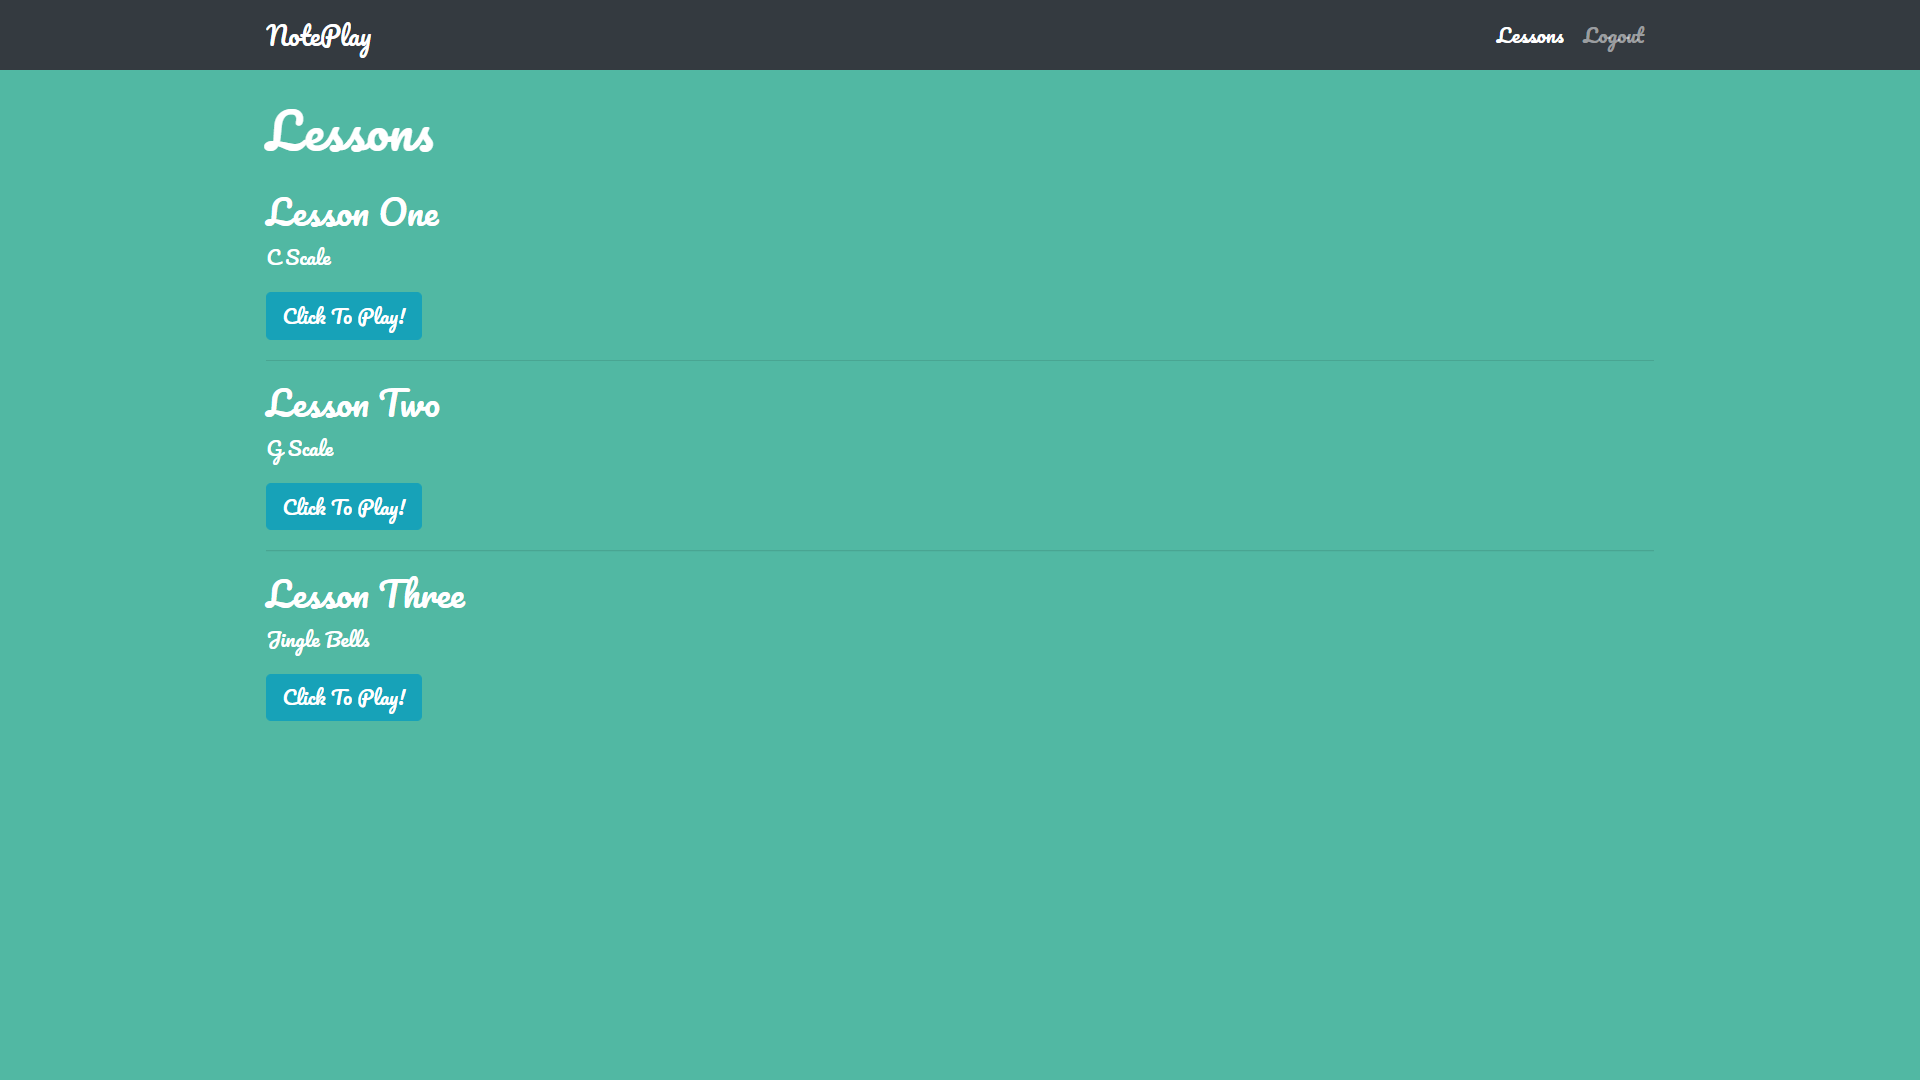 NotePlay
Lessons Logout
Lessons
Lesson One
C Scale
Click To Play!
Lesson Two
G Scale
Click To Play!
Lesson Three
Jingle Bells
Click To Play!